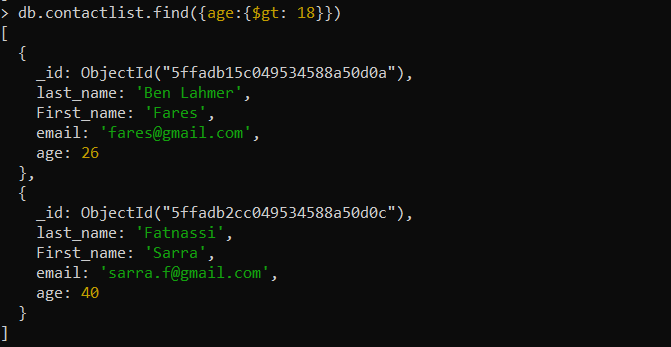 > db.contactlist.find({age:{$gt: 18}})
[
  {
    _id: ObjectId("5ffadb15c049534588a50d0a"),
    last_name: 'Ben Lahmer',
    First_name: 'Fares',
    email: 'fares@gmail.com',
    age: 26
  },
  {
    _id: ObjectId("5ffadb2cc049534588a50d0c"),
    last_name: 'Fatnassi',
    First_name: 'Sarra',
    email: 'sarra.f@gmail.com',
    age: 40
  }
]